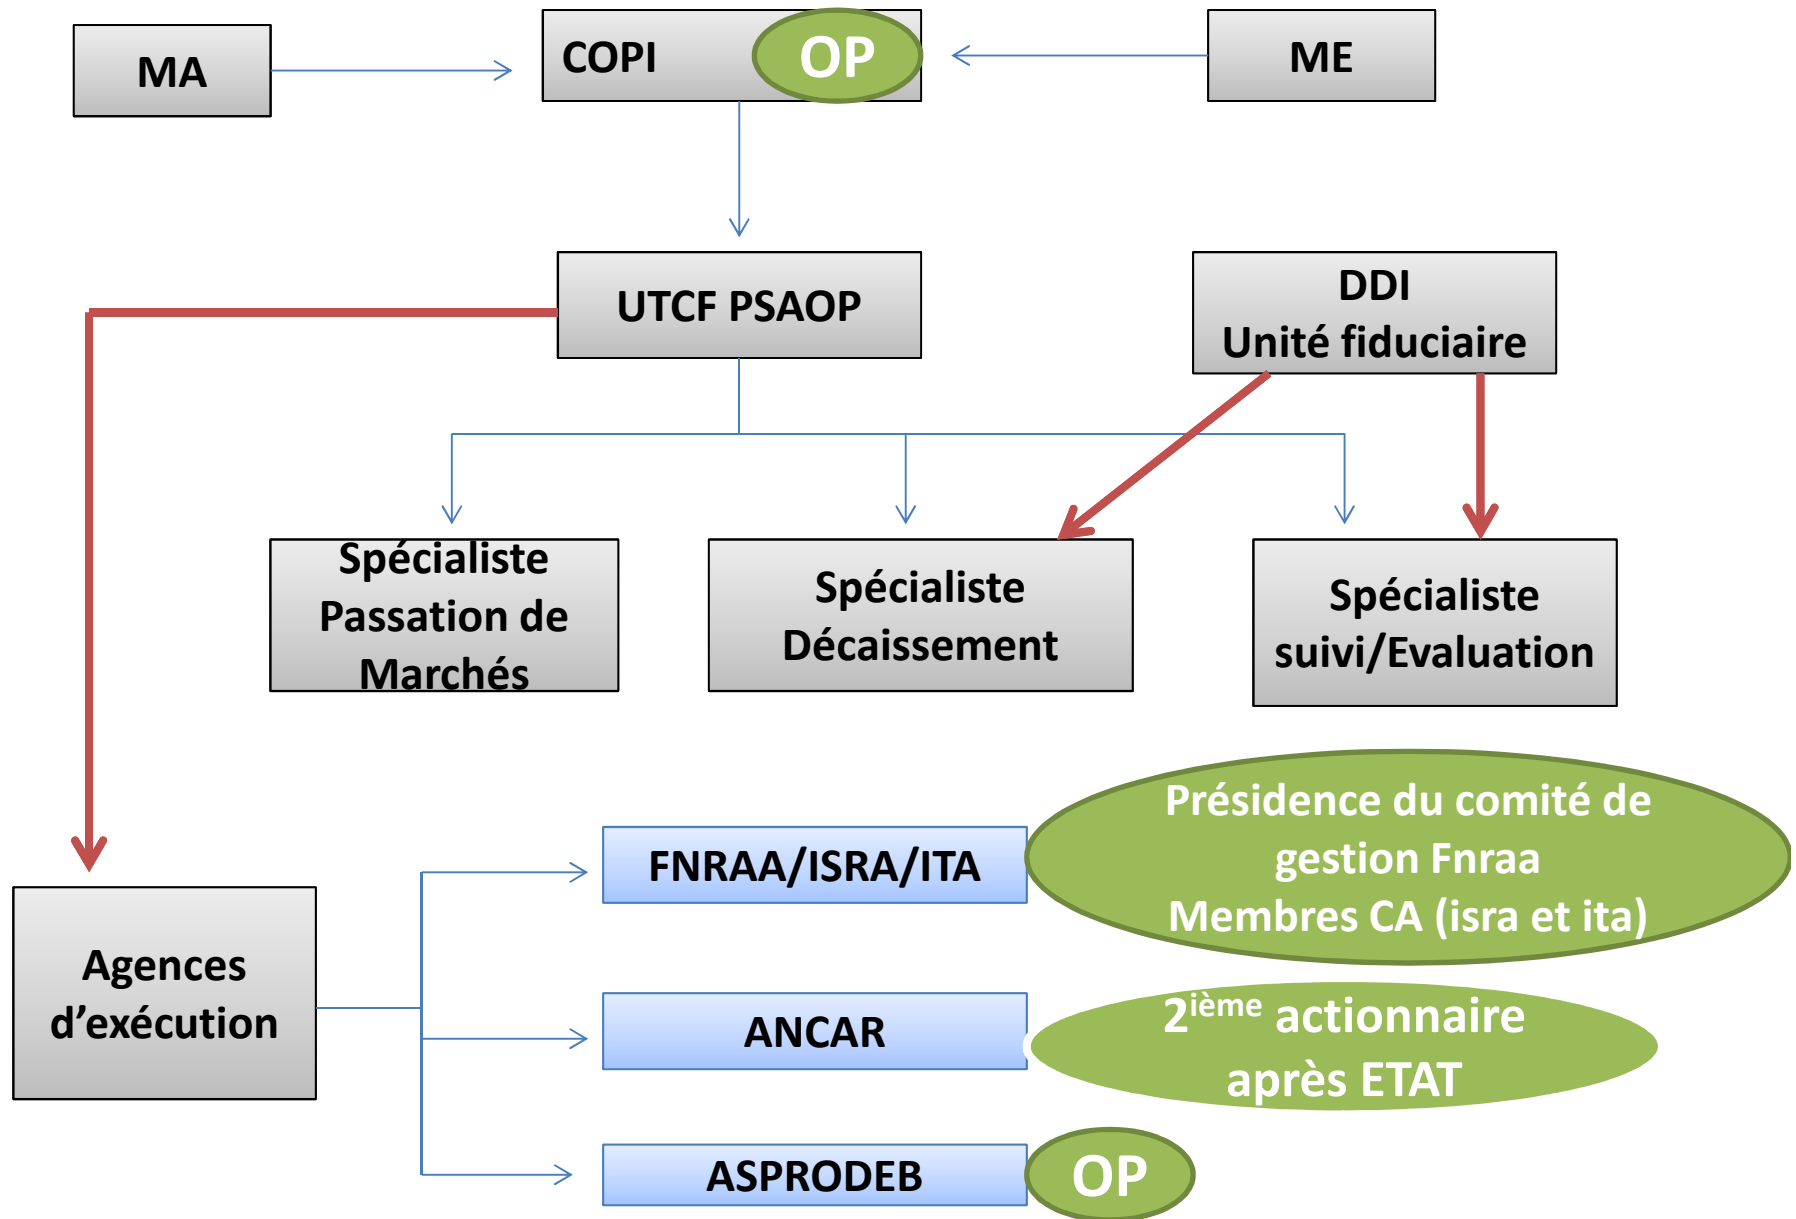 MA
COPI
OP
ME
UTCF PSAOP
DDI
Unité fiduciaire
Spécialiste
Passation de
Marchés
Spécialiste
Décaissement
Spécialiste
suivi/Evaluation
Agences
d’exécution
FNRAA/ISRA/ITA
Présidence du comité de
gestion Fnraa
Membres CA (isra et ita)
ANCAR
2ième actionnaire
après ETAT
ASPRODEB
OP